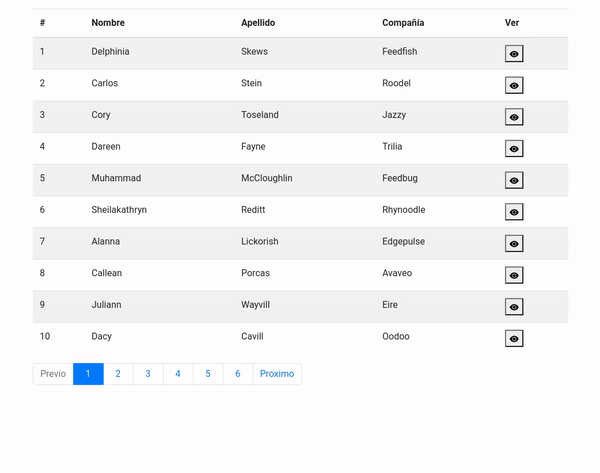 # Nombre Apellido Compañía Ver
1 Delphinia Skews Feedfish
2 Carlos Stein Roodel
3 Cory Toseland Jazzy
4 Dareen Fayne Trilia
5 Muhammad McCloughlin Feedbug
6 Sheilakathryn Reditt Rhynoodle
7 Alanna Lickorish Edgepulse
8 Callean Porcas Avaveo
9 Juliann Wayvill Eire
10 Dacy Cavill Oodoo
Previo 1 2 3 4 5 6 Proximo